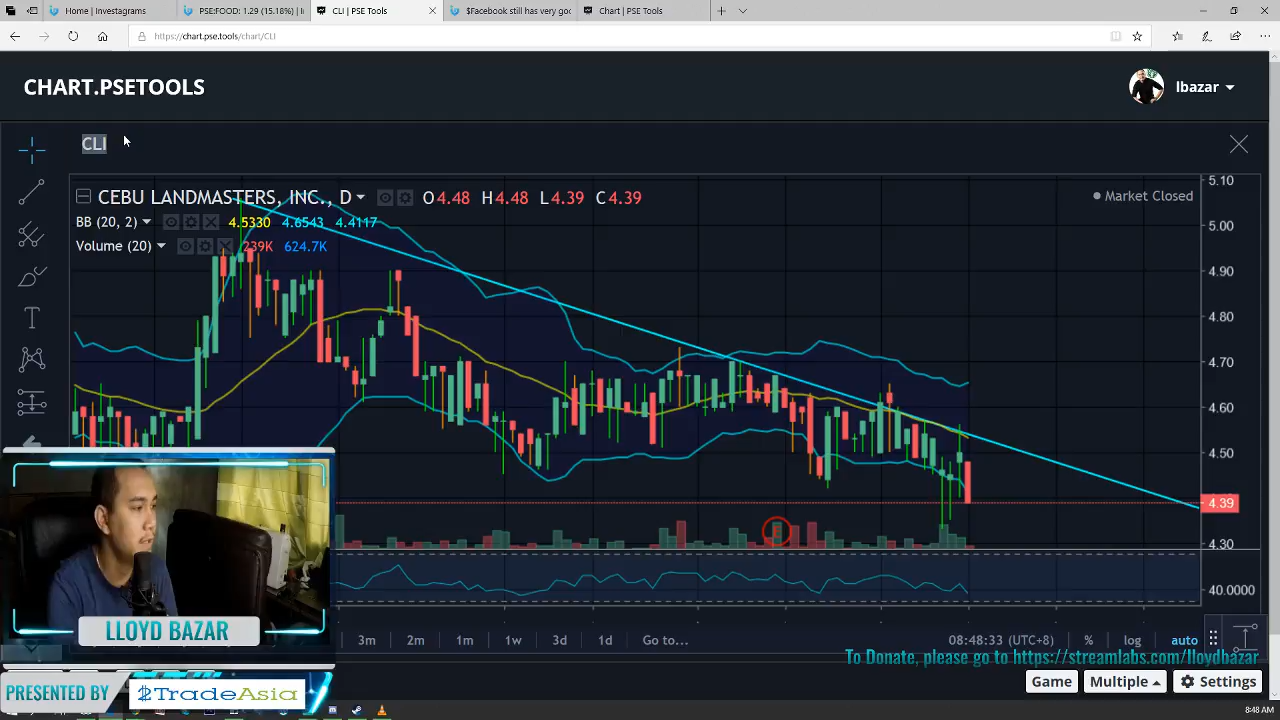 Home | Investagrams
PSE:FOOD: 1.29 (15.18%) | I
CLI | PSE Tools
$Facebook still has very go
Chart | PSE Tools
https://chart.pse.tools/chart/CLI
CHART.PSETOOLS
lbazar
CLI
CEBU LANDMASTERS, INC., D O4.48 H4.48 L4.39 C4.39
Market Closed
BB (20, 2) 4.5330 4.6543 4.4117
Volume (20) 239K 624.7K
5.10
5.00
4.90
4.80
4.70
4.60
4.50
4.39
4.30
40.0000
E
T
3m 2m 1m 1w 3d 1d Go to...
08:48:33 (UTC+8) % log auto
LLOYD BAZAR
To Donate, please go to https://streamlabs.com/lloydbazar
PRESENTED BY $TradeAsia
Game Multiple Settings
8:48 AM